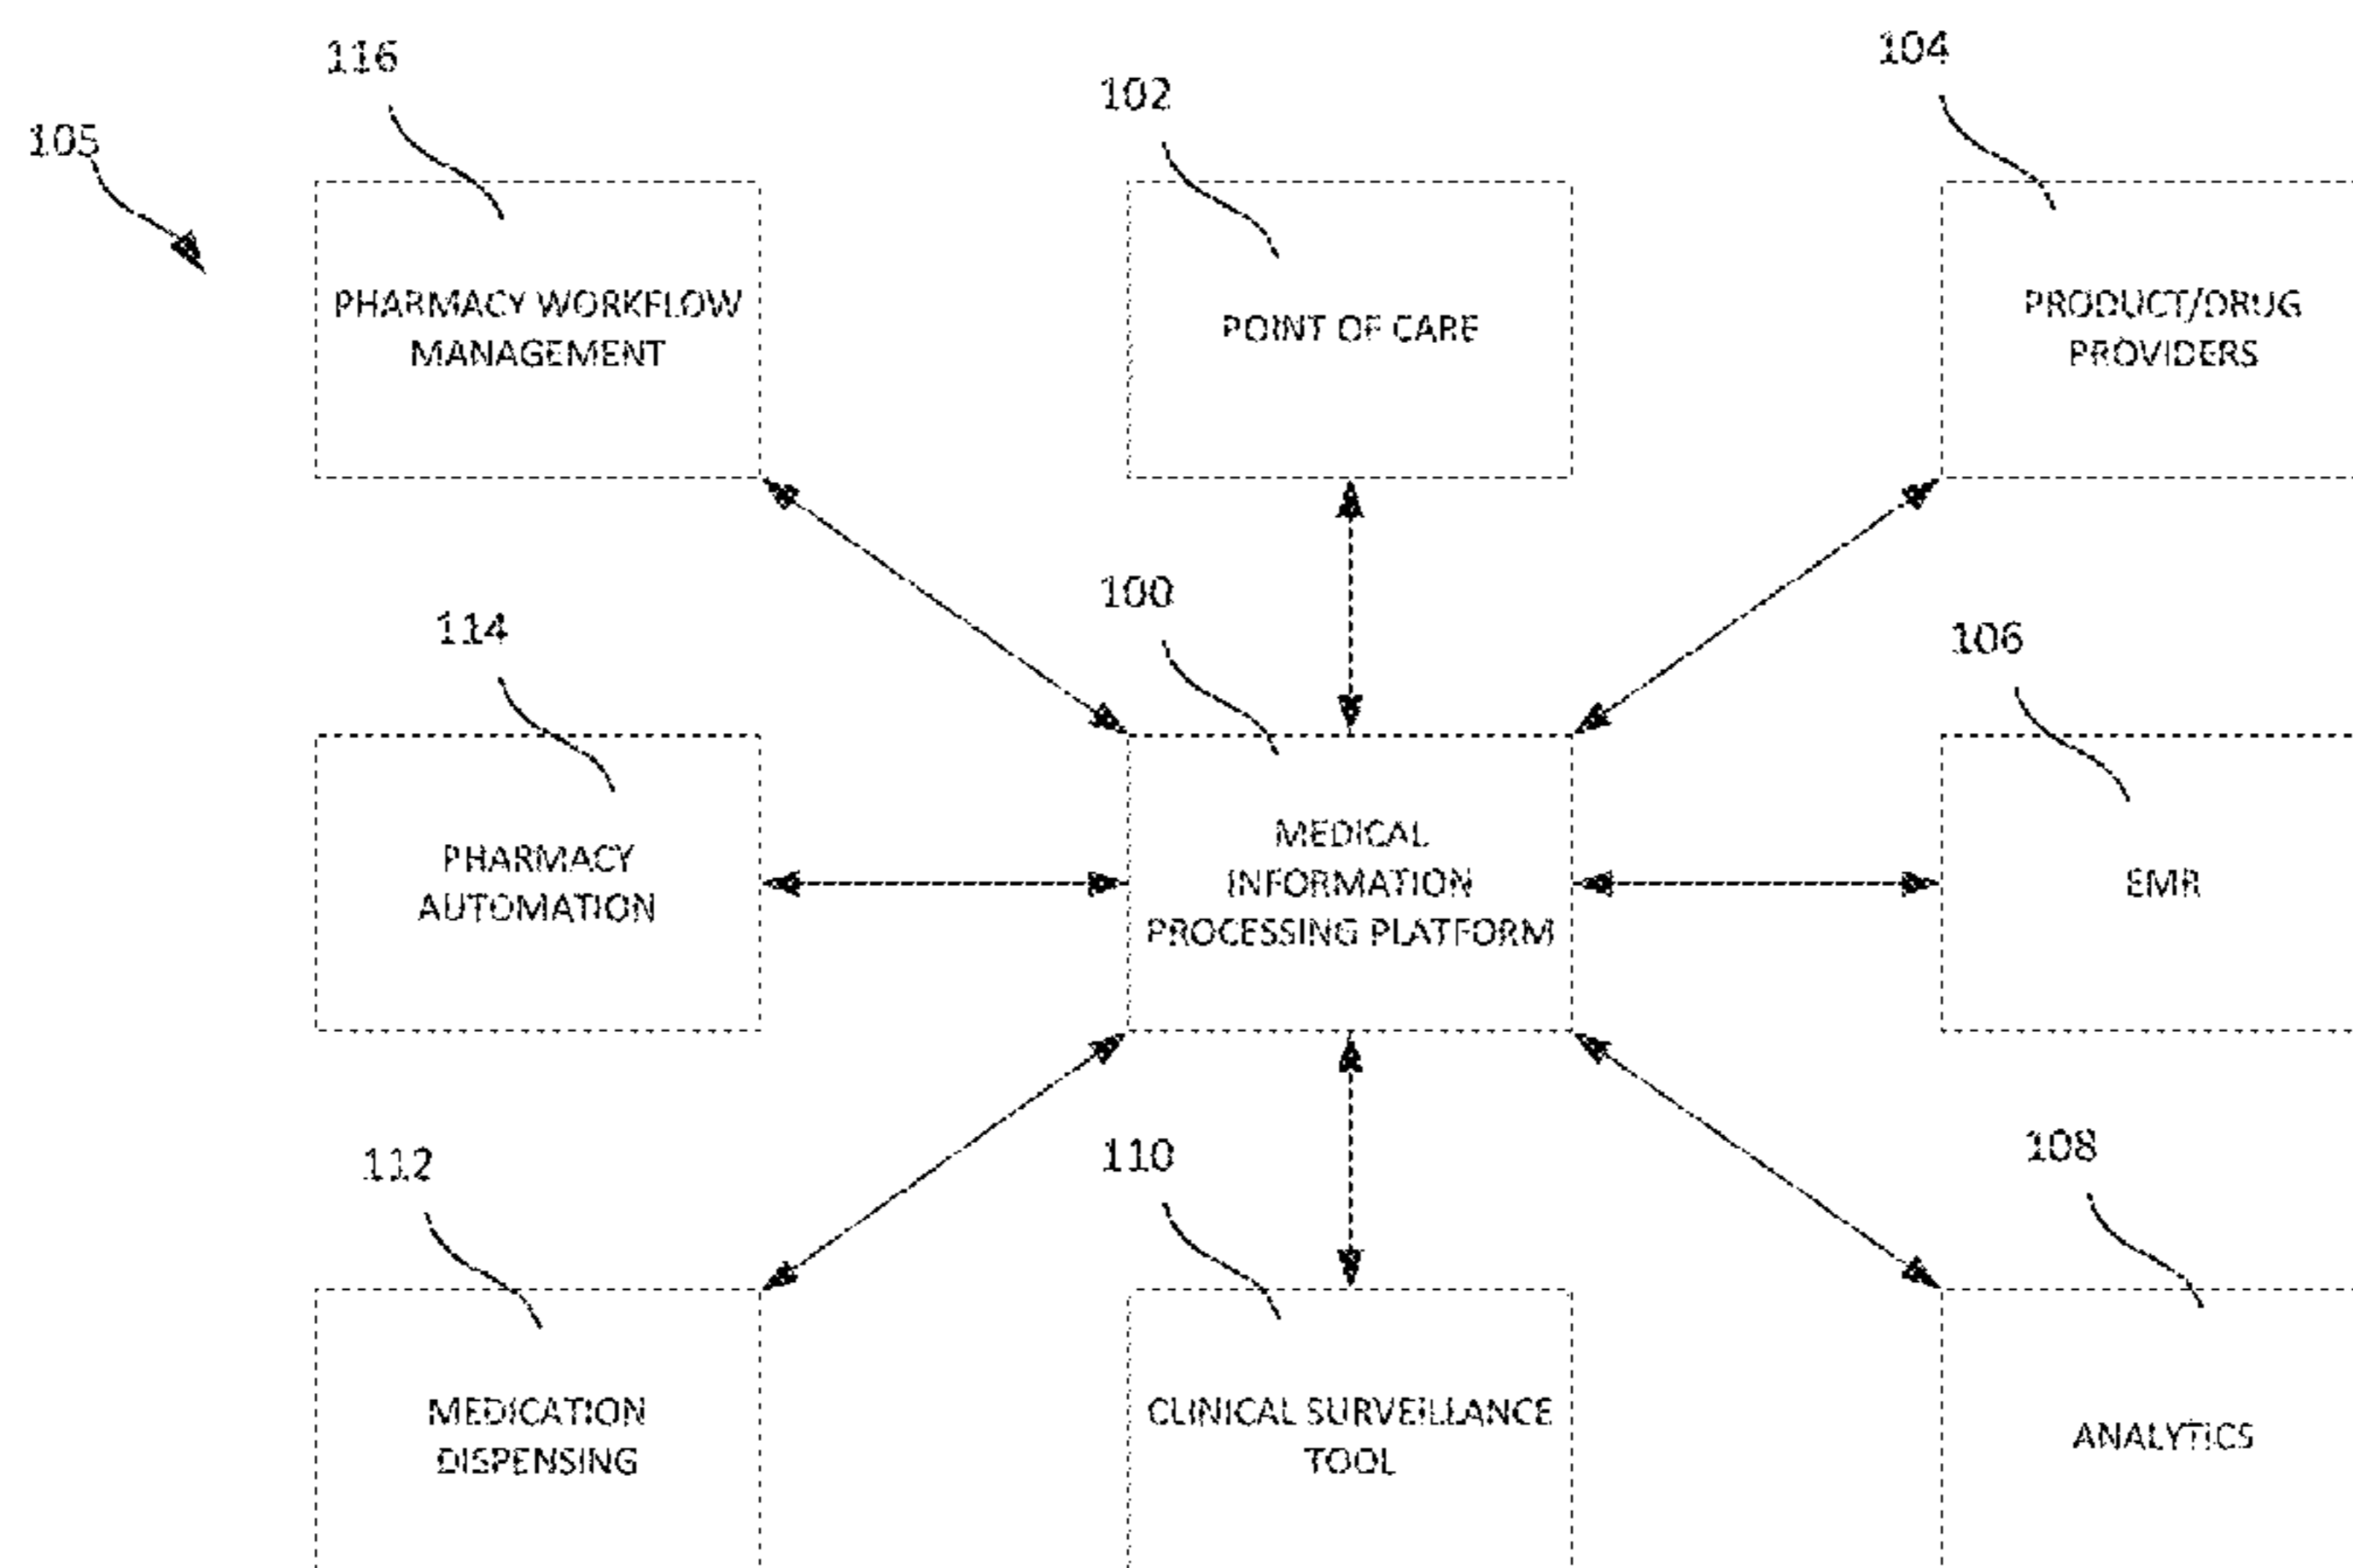 116
102
104
105
PHARMACY WORKFLOW
MANAGEMENT
POINT OF CARE
PRODUCT/DRUG
PROVIDERS
100
114
106
PHARMACY
AUTOMATION
MEDICAL
INFORMATION
PROCESSING PLATFORM
EMR
112
110
108
MEDICATION
DISPENSING
CLINICAL SURVEILLANCE
TOOL
ANALYTICS